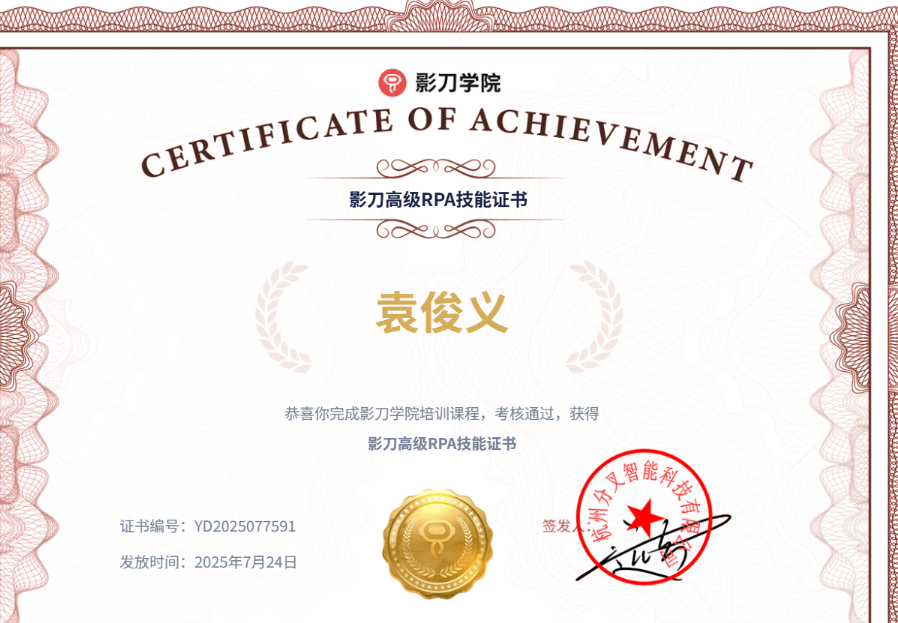 影刀学院
CERTIFICATE OF ACHIEVEMENT
影刀高级RPA技能证书
袁俊义
恭喜你完成影刀学院培训课程，考核通过，获得
影刀高级RPA技能证书
证书编号：YD2025077591
发放时间：2025年7月24日
签发人：
杭州分叉智能科技有限公司